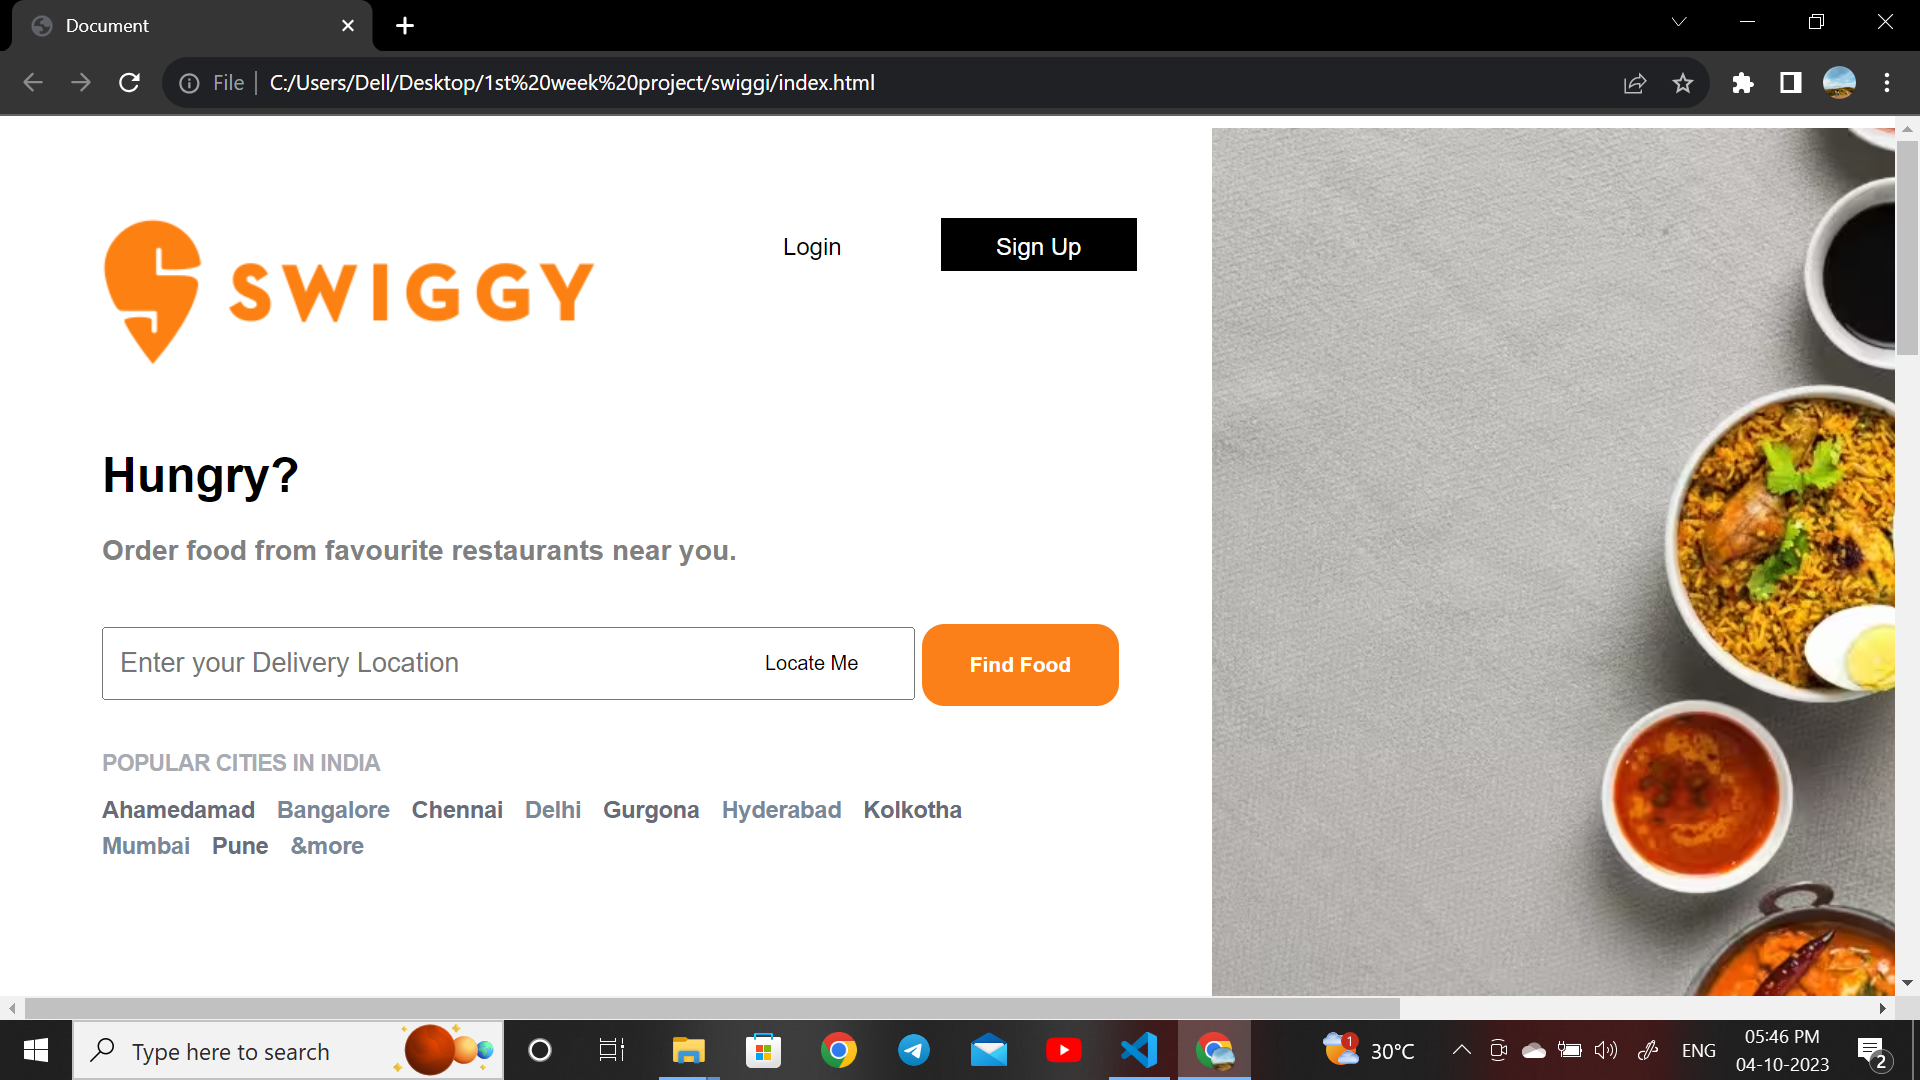 Document
File
C:/Users/Dell/Desktop/1st%20week%20project/swiggi/index.html
SWIGGY
Login
Sign Up
Hungry?
Order food from favourite restaurants near you.
Enter your Delivery Location
Locate Me
Find Food
POPULAR CITIES IN INDIA
Ahamedamad Bangalore Chennai Delhi Gurgona Hyderabad Kolkotha
Mumbai Pune &more
Type here to search
1
30°C
ENG
05:46 PM
04-10-2023
2